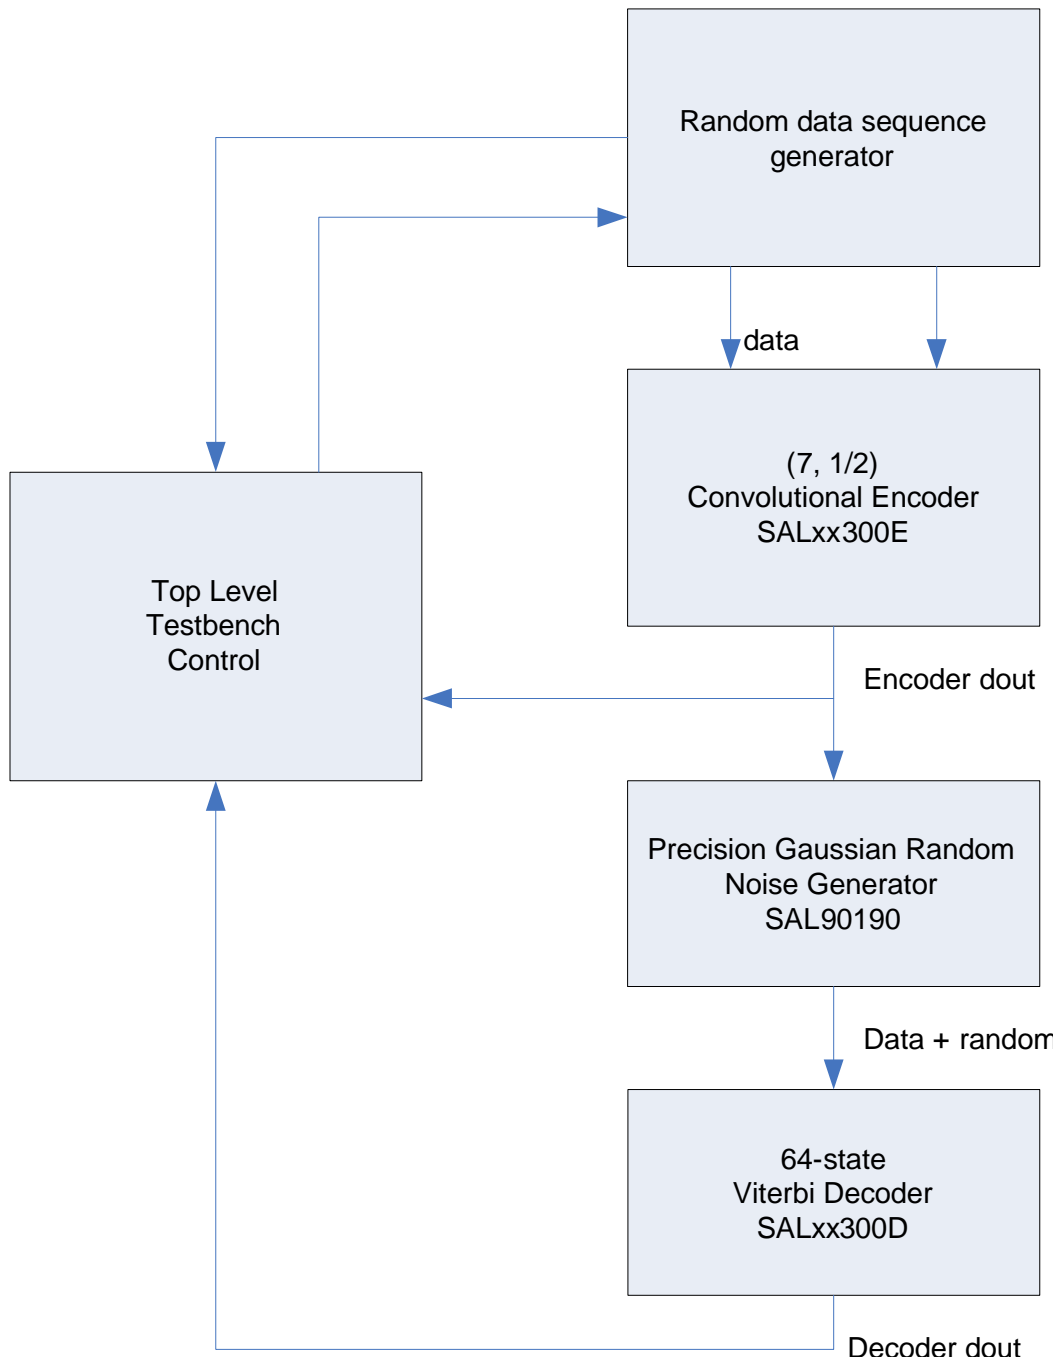 Random data sequence
generator
data
(7, 1/2)
Convolutional Encoder
SALxx300E
Top Level
Testbench
Control
Encoder dout
Precision Gaussian Random
Noise Generator
SAL90190
Data + random
64-state
Viterbi Decoder
SALxx300D
Decoder dout